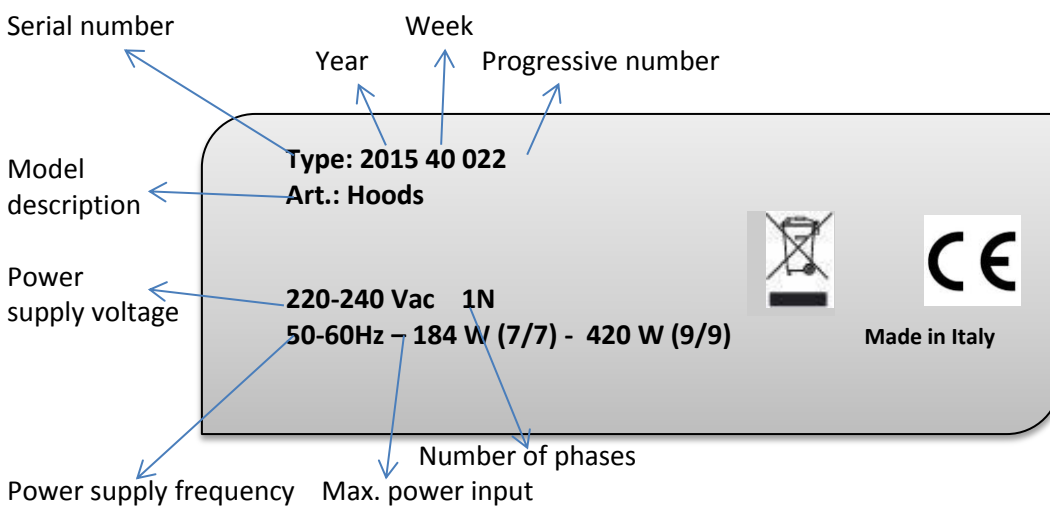 Serial number
Week
Year
Progressive number
Type: 2015 40 022
Model
description
Art.: Hoods
Power
supply voltage
220-240 Vac 1N
50-60Hz – 184 W (7/7) - 420 W (9/9)
CE
Made in Italy
Number of phases
Power supply frequency
Max. power input